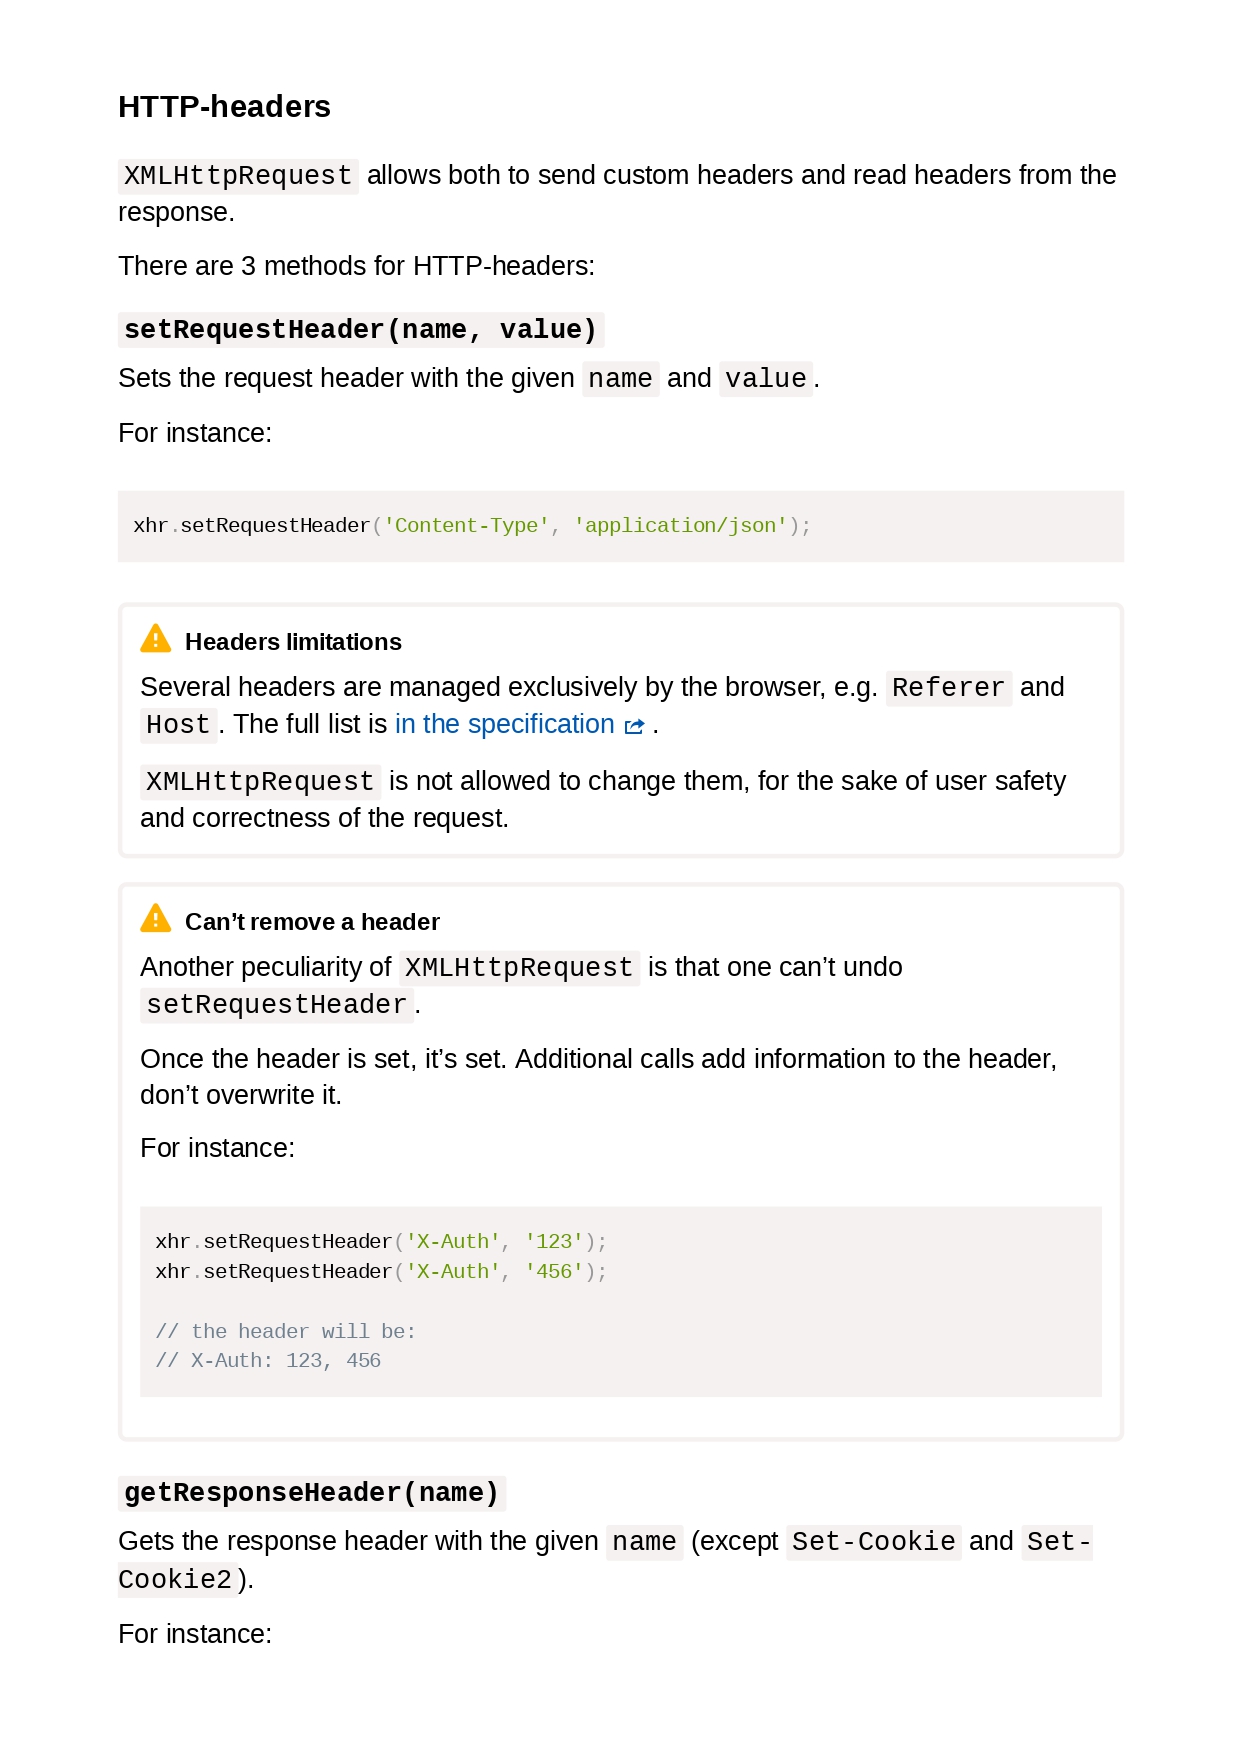 HTTP-headers
XMLHttpRequest allows both to send custom headers and read headers from the
response.
There are 3 methods for HTTP-headers:
setRequestHeader(name, value)
Sets the request header with the given name and value.
For instance:
xhr.setRequestHeader('Content-Type', 'application/json');
Headers limitations
Several headers are managed exclusively by the browser, e.g. Referer and
Host. The full list is in the specification .
XMLHttpRequest is not allowed to change them, for the sake of user safety
and correctness of the request.
Can’t remove a header
Another peculiarity of XMLHttpRequest is that one can’t undo
setRequestHeader.
Once the header is set, it’s set. Additional calls add information to the header,
don’t overwrite it.
For instance:
xhr.setRequestHeader('X-Auth', '123');
xhr.setRequestHeader('X-Auth', '456');
// the header will be:
// X-Auth: 123, 456
getResponseHeader(name)
Gets the response header with the given name (except Set-Cookie and Set-
Cookie2).
For instance: